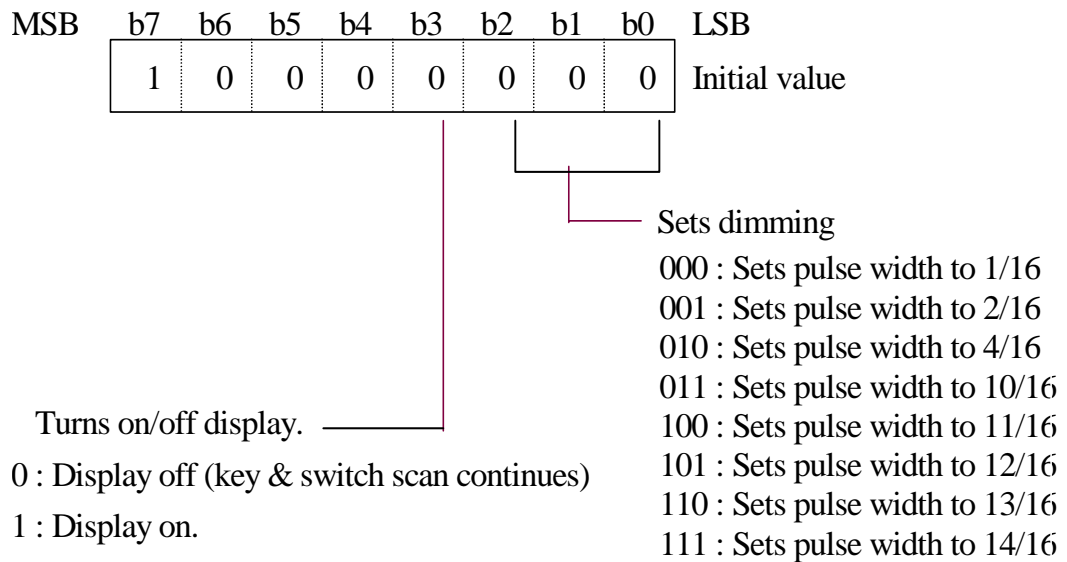 MSB b7 b6 b5 b4 b3 b2 b1 b0 LSB
1 0 0 0 0 0 0 0 Initial value
Sets dimming
000 : Sets pulse width to 1/16
001 : Sets pulse width to 2/16
010 : Sets pulse width to 4/16
011 : Sets pulse width to 10/16
100 : Sets pulse width to 11/16
101 : Sets pulse width to 12/16
110 : Sets pulse width to 13/16
111 : Sets pulse width to 14/16
Turns on/off display.
0 : Display off (key & switch scan continues)
1 : Display on.